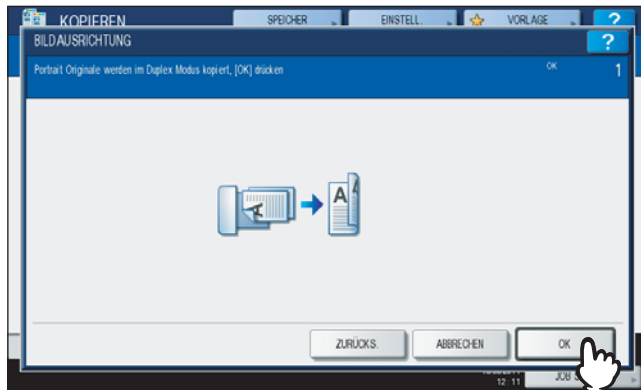 KOPIEREN SPEICHER EINSTELL. VORLAGE ?
BILDAUSRICHTUNG ?
Portrait Originale werden im Duplex Modus kopiert, [OK] drücken OK 1
A A
ZURÜCKS. ABBRECHEN OK
12:11 JOB